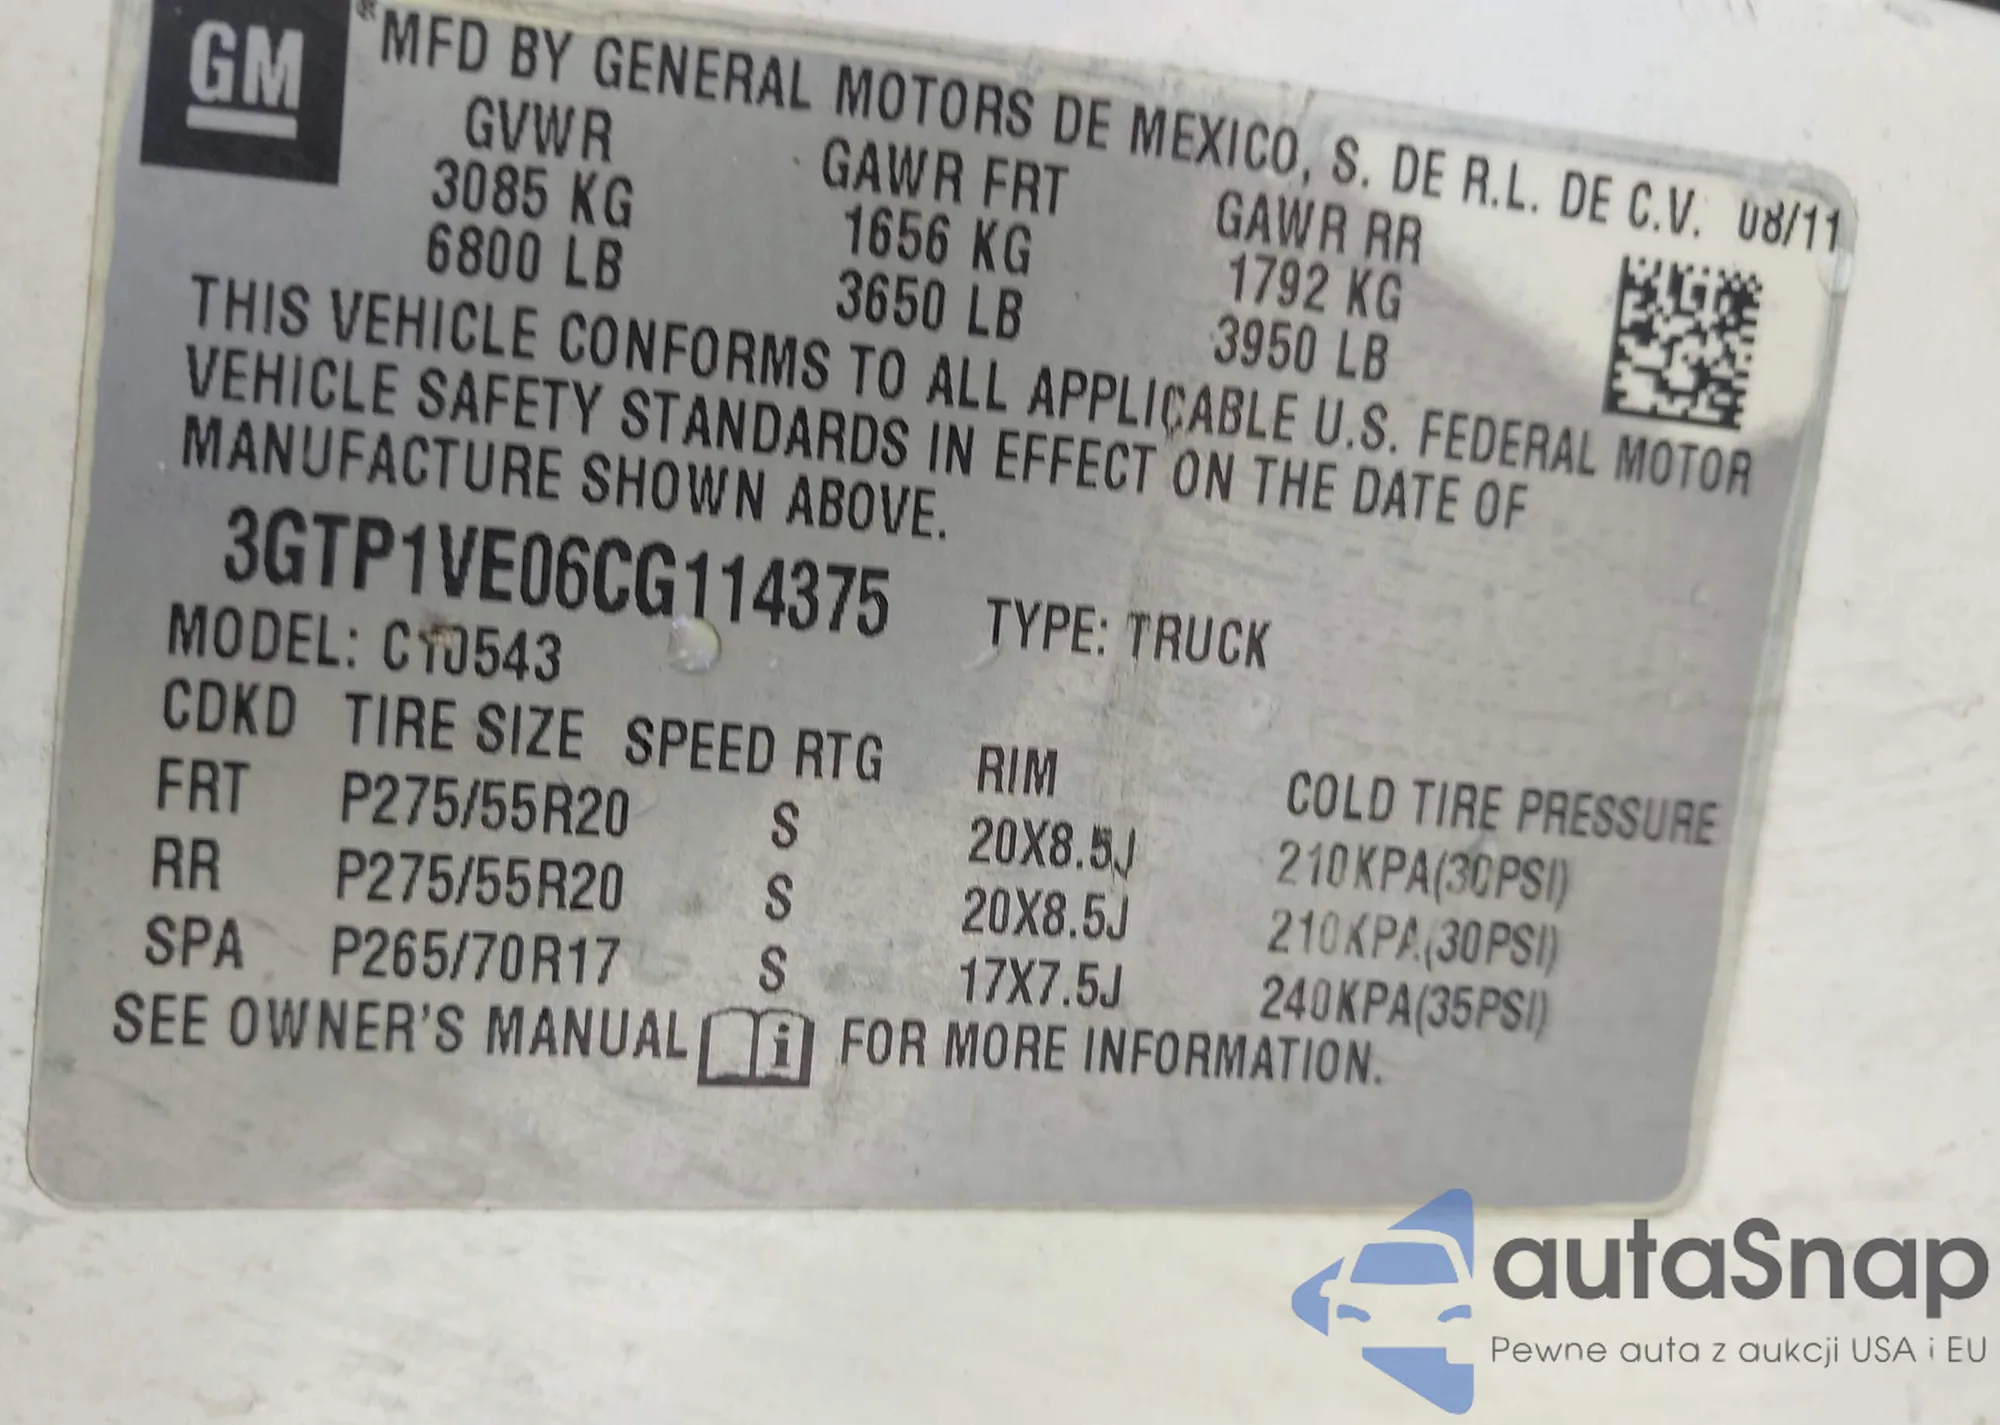 GM
® MFD BY GENERAL MOTORS DE MEXICO, S. DE R.L. DE C.V. 08/11
GVWR GAWR FRT GAWR RR
3085 KG 1656 KG 1792 KG
6800 LB 3650 LB 3950 LB
THIS VEHICLE CONFORMS TO ALL APPLICABLE U.S. FEDERAL MOTOR
VEHICLE SAFETY STANDARDS IN EFFECT ON THE DATE OF
MANUFACTURE SHOWN ABOVE.
3GTP1VE06CG114375 TYPE: TRUCK
MODEL: C10543
CDKD TIRE SIZE SPEED RTG RIM COLD TIRE PRESSURE
FRT P275/55R20 S 20X8.5J 210KPA(30PSI)
RR P275/55R20 S 20X8.5J 210KPA(30PSI)
SPA P265/70R17 S 17X7.5J 240KPA(35PSI)
SEE OWNER'S MANUAL i FOR MORE INFORMATION.
autaSnap
Pewne auta z aukcji USA i EU